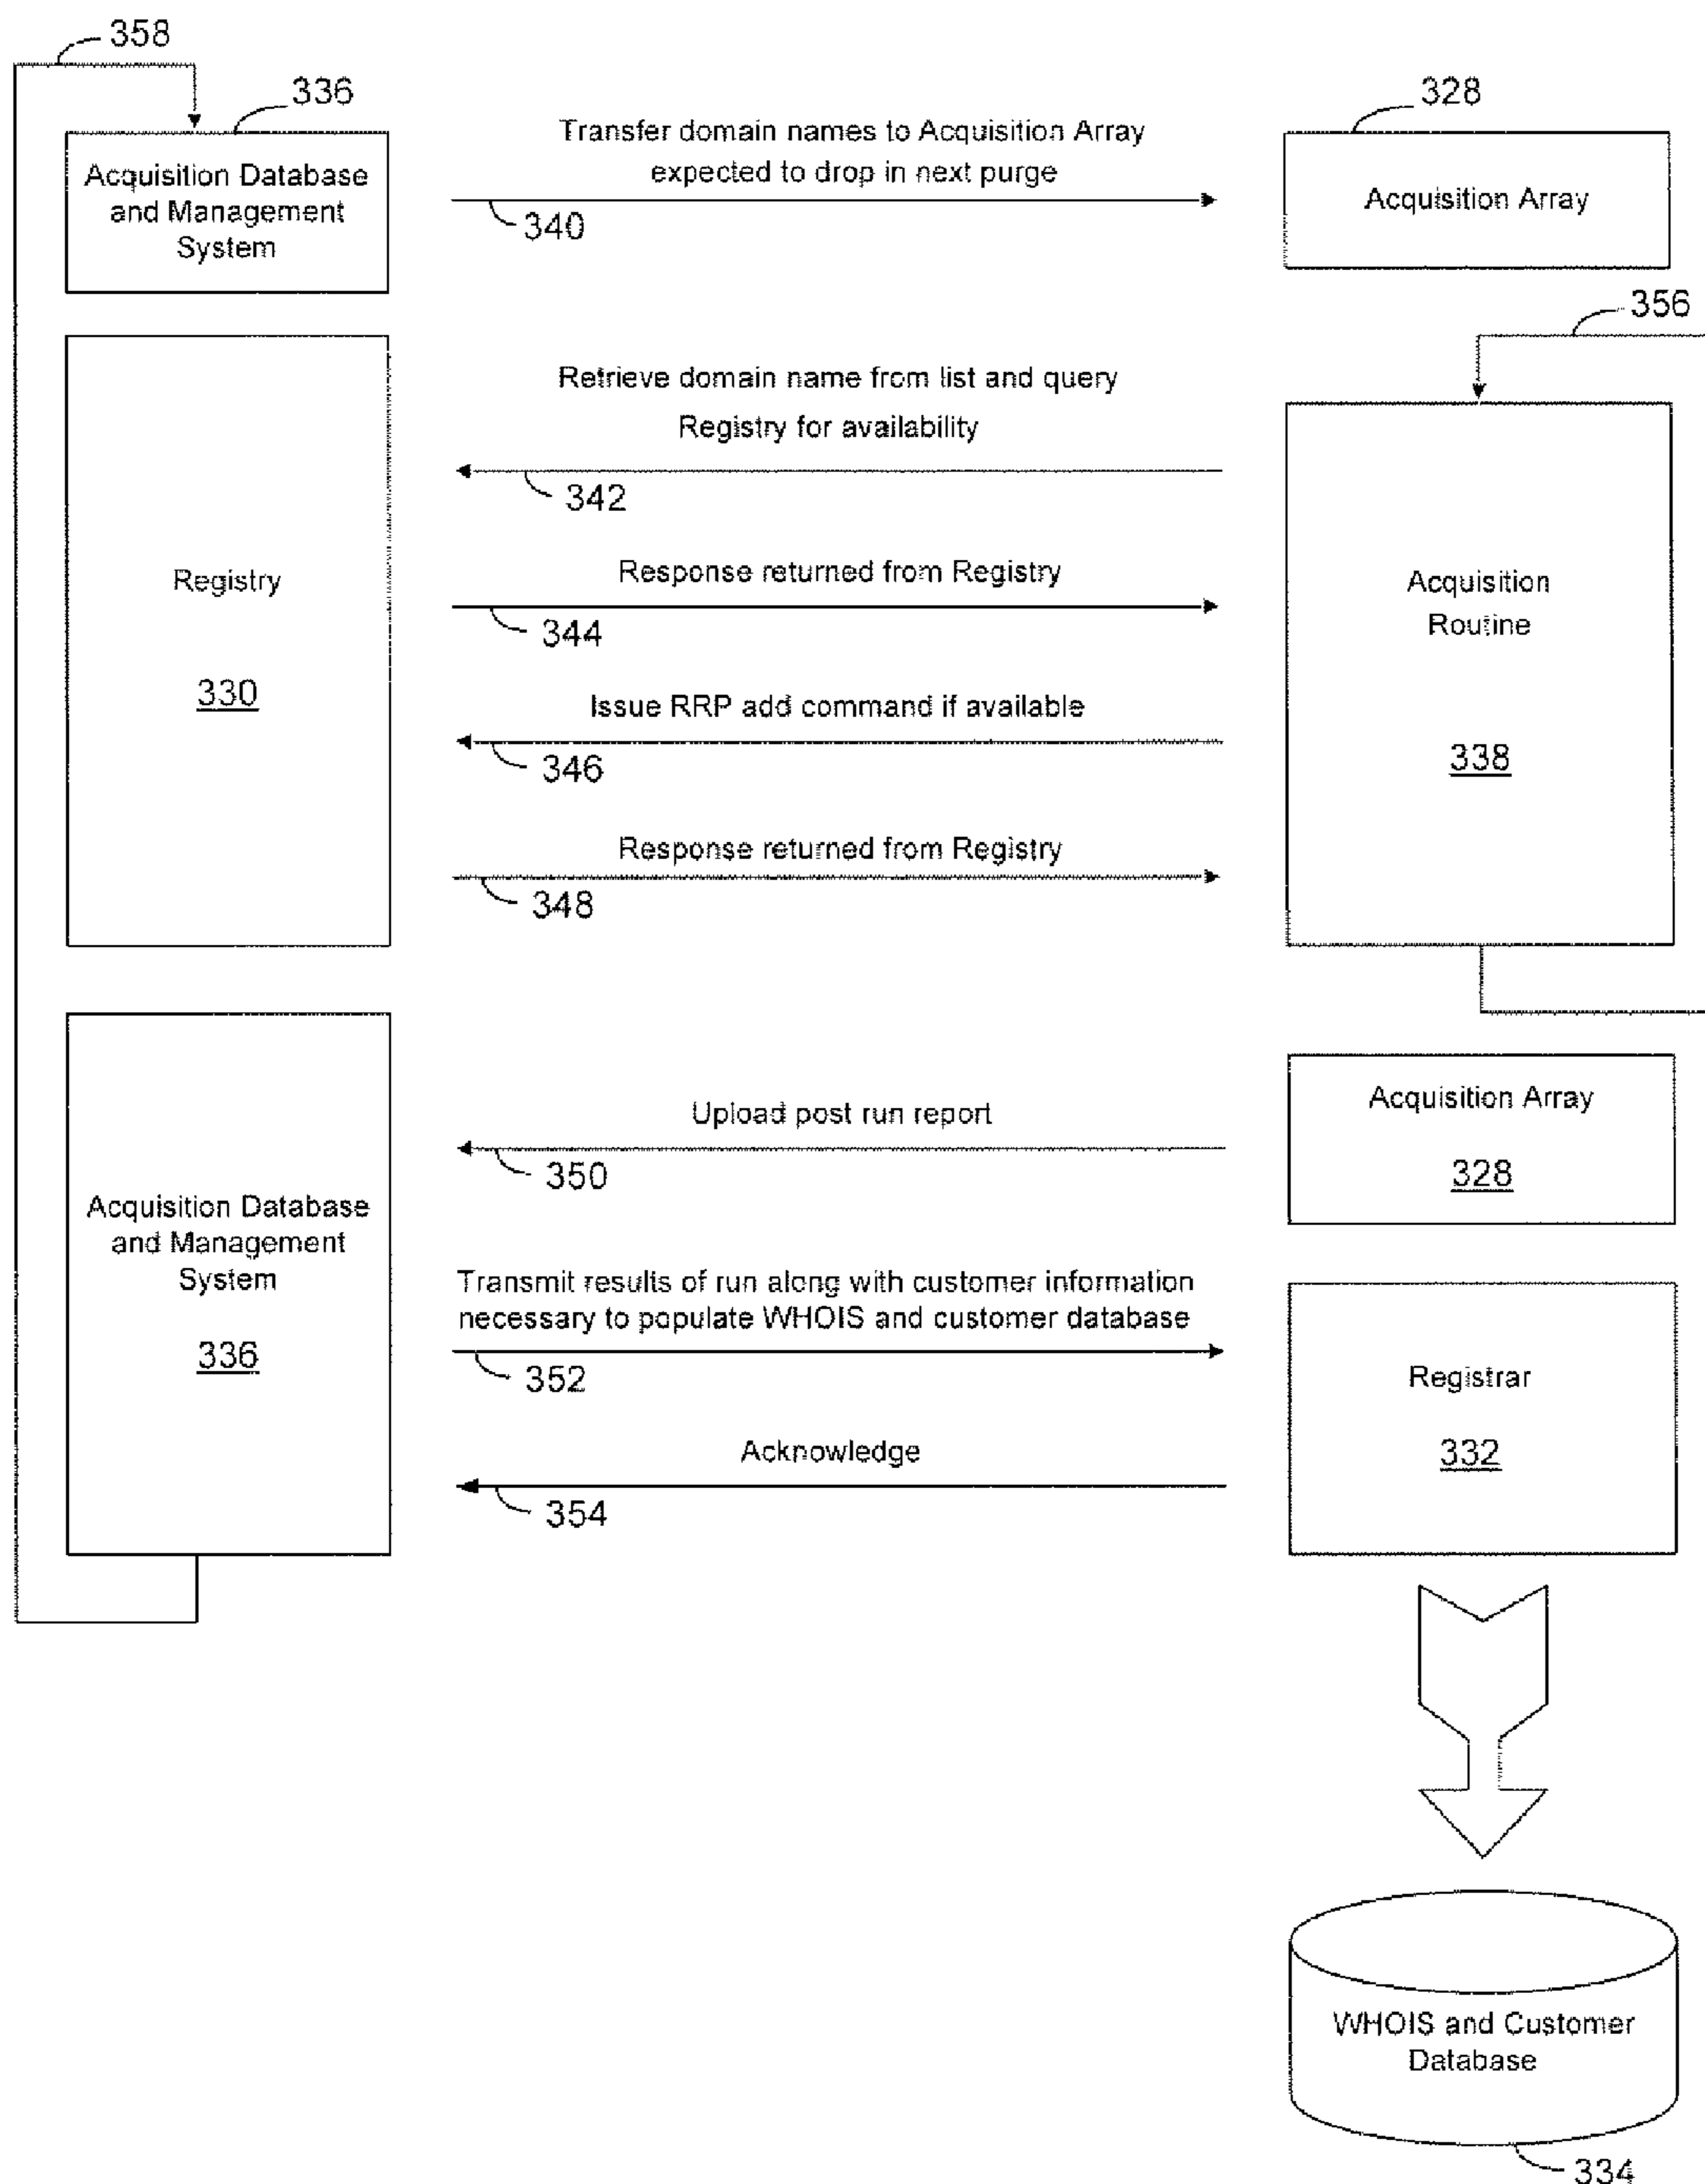 358
336
328
Transfer domain names to Acquisition Array
expected to drop in next purge
340
Acquisition Database
and Management
System
Acquisition Array
356
Retrieve domain name from list and query
Registry for availability
342
Registry
330
Response returned from Registry
344
Acquisition
Routine
338
Issue RRP add command if available
346
Response returned from Registry
348
Acquisition Array
328
Upload post run report
350
Acquisition Database
and Management
System
336
Transmit results of run along with customer information
necessary to populate WHOIS and customer database
352
Registrar
332
Acknowledge
354
WHOIS and Customer
Database
334